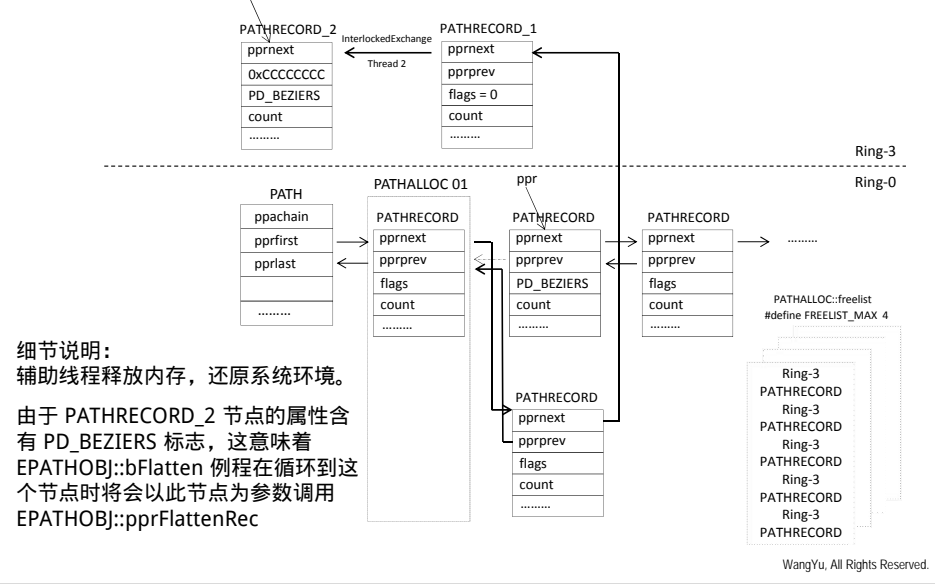 PATHRECORD_2
pprnext
0xCCCCCCCC
PD_BEZIERS
count
.........
InterlockedExchange
Thread 2
PATHRECORD_1
pprnext
pprprev
flags = 0
count
.........
Ring-3
Ring-0
PATH
ppachain
pprfirst
pprlast
.........
PATHALLOC 01
PATHRECORD
pprnext
pprprev
flags
count
.........
ppr
PATHRECORD
pprnext
pprprev
PD_BEZIERS
count
.........
PATHRECORD
pprnext
pprprev
flags
count
.........
.........
PATHRECORD
pprnext
pprprev
flags
count
.........
PATHALLOC::freelist
#define FREELIST_MAX 4
Ring-3
PATHRECORD
Ring-3
PATHRECORD
Ring-3
PATHRECORD
Ring-3
PATHRECORD
Ring-3
PATHRECORD
细节说明：
辅助线程释放内存，还原系统环境。
由于 PATHRECORD_2 节点的属性含
有 PD_BEZIERS 标志，这意味着
EPATHOBJ::bFlatten 例程在循环到这
个节点时将会以此节点为参数调用
EPATHOBJ::pprFlattenRec
WangYu, All Rights Reserved.